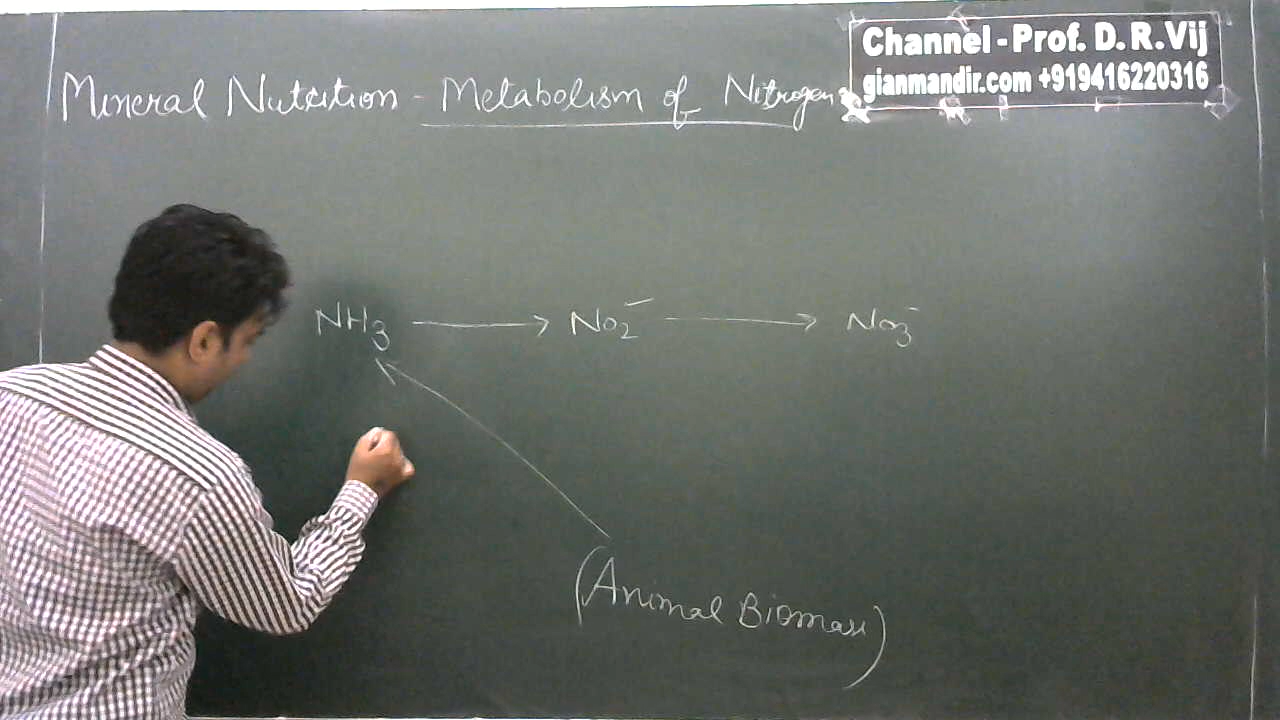 Mineral Nutrition - Metabolism of Nitrogen
Channel - Prof. D. R. Vij
gianmandir.com +919416220316
NH3 → NO2⁻ → NO3⁻
(Animal Biomass)